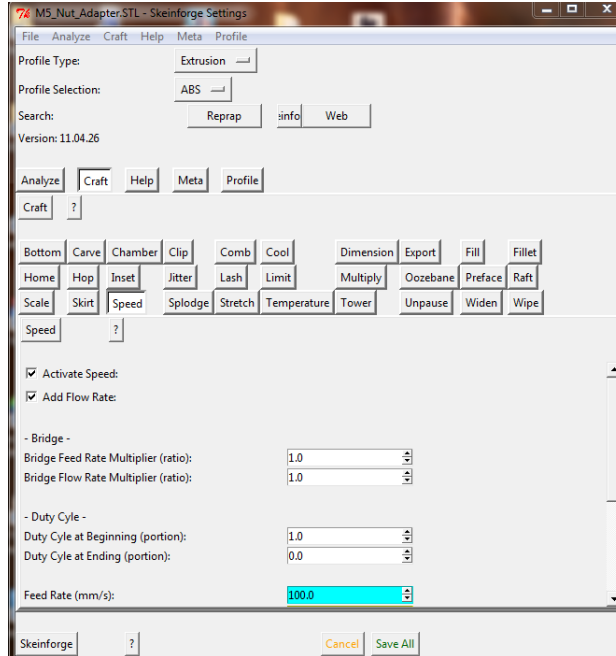 M5_Nut_Adapter.STL - Skeinforge Settings
File Analyze Craft Help Meta Profile
Profile Type: Extrusion
Profile Selection: ABS
Search: Reprap einfo Web
Version: 11.04.26
Analyze Craft Help Meta Profile
Craft ?
Bottom Carve Chamber Clip Comb Cool Dimension Export Fill Fillet
Home Hop Inset Jitter Lash Limit Multiply Oozebane Preface Raft
Scale Skirt Speed Splodge Stretch Temperature Tower Unpause Widen Wipe
Speed ?
Activate Speed:
Add Flow Rate:
- Bridge -
Bridge Feed Rate Multiplier (ratio): 1.0
Bridge Flow Rate Multiplier (ratio): 1.0
- Duty Cyle -
Duty Cyle at Beginning (portion): 1.0
Duty Cyle at Ending (portion): 0.0
Feed Rate (mm/s): 100.0
Skeinforge ? Cancel Save All